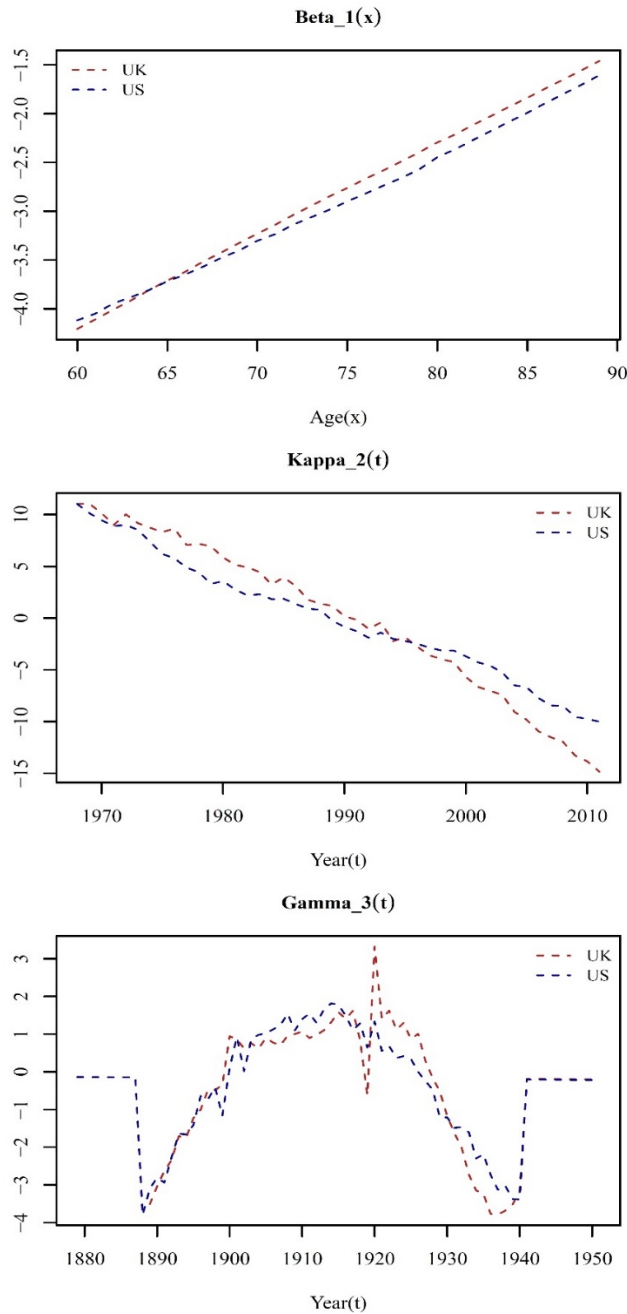 Beta_1(x)
UK
US
-1.5
-2.0
-2.5
-3.0
-3.5
-4.0
60 65 70 75 80 85 90
Age(x)
Kappa_2(t)
UK
US
10
5
0
-5
-10
-15
1970 1980 1990 2000 2010
Year(t)
Gamma_3(t)
UK
US
3
2
1
0
-1
-2
-3
-4
1880 1890 1900 1910 1920 1930 1940 1950
Year(t)